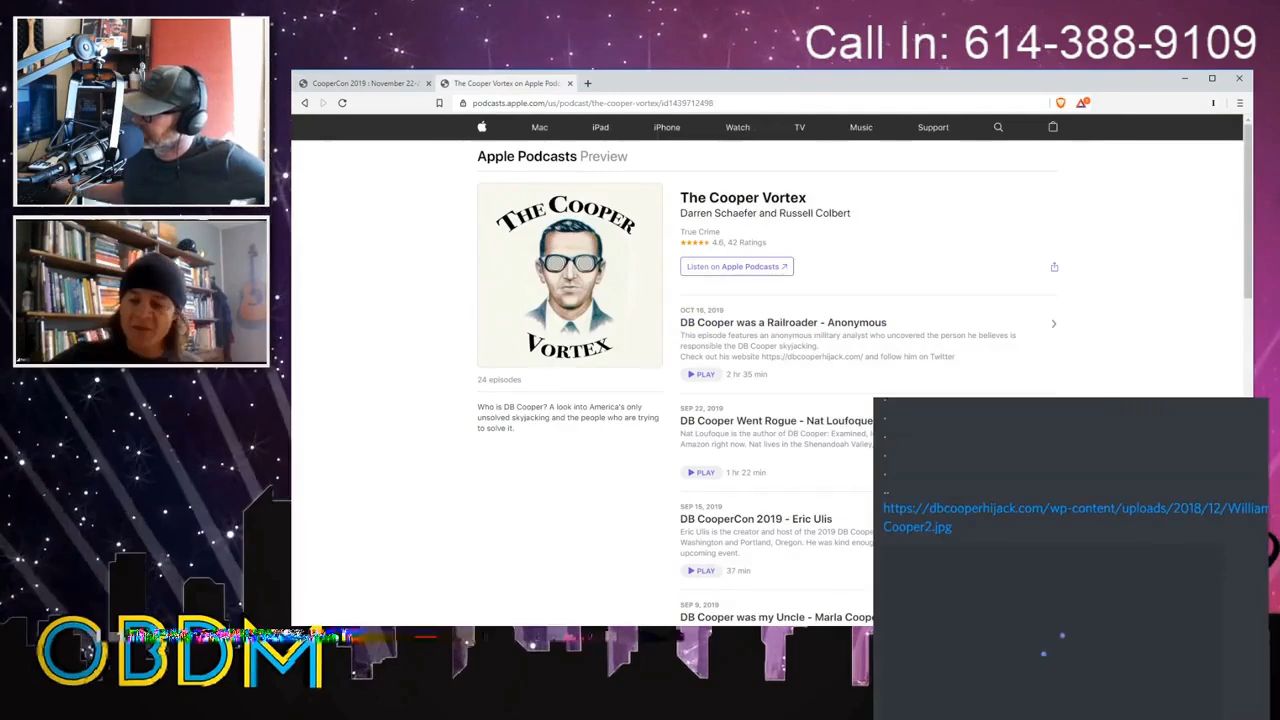 Call In: 614-388-9109
CooperCon 2019 : November 22-
The Cooper Vortex on Apple Pod
podcasts.apple.com/us/podcast/the-cooper-vortex/id1439712498
Mac
iPad
iPhone
Watch
TV
Music
Support
Apple Podcasts Preview
THE COOPER
VORTEX
24 episodes
Who is DB Cooper? A look into America's only
unsolved skyjacking and the people who are trying
to solve it.
The Cooper Vortex
Darren Schaefer and Russell Colbert
True Crime
★★★★★ 4.6, 42 Ratings
Listen on Apple Podcasts ↗
OCT 16, 2019
DB Cooper was a Railroader - Anonymous
This episode features an anonymous military analyst who uncovered the person he believes is
responsible the DB Cooper skyjacking.
Check out his website https://dbcooperhijack.com/ and follow him on Twitter
▶ PLAY 2 hr 35 min
SEP 22, 2019
DB Cooper Went Rogue - Nat Loufoque
Nat Loufoque is the author of DB Cooper: Examined,
Amazon right now. Nat lives in the Shenandoah Valley,
▶ PLAY 1 hr 22 min
SEP 15, 2019
DB CooperCon 2019 - Eric Ulis
Eric Ulis is the creator and host of the 2019 DB Cooper
Washington and Portland, Oregon. He was kind enou
upcoming event.
▶ PLAY 37 min
SEP 9, 2019
DB Cooper was my Uncle - Marla Coope
https://dbcooperhijack.com/wp-content/uploads/2018/12/William
Cooper2.jpg
OBDM